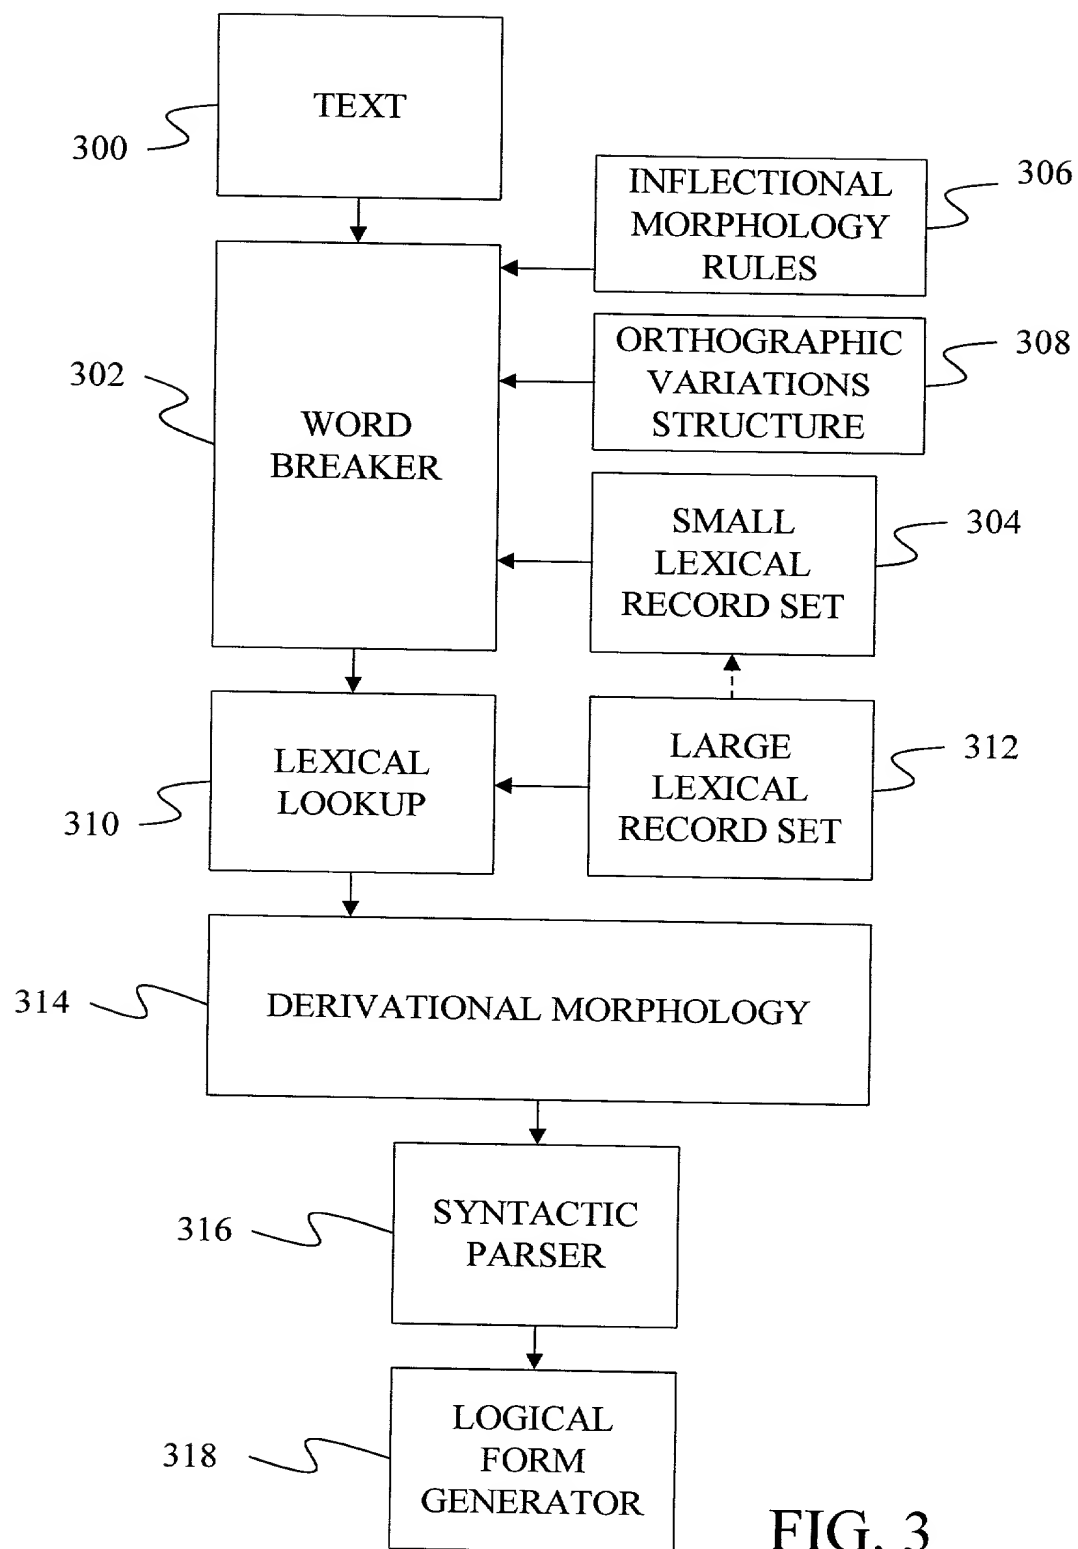 TEXT
300
INFLECTIONAL
MORPHOLOGY
RULES
306
ORTHOGRAPHIC
VARIATIONS
STRUCTURE
308
302
WORD
BREAKER
SMALL
LEXICAL
RECORD SET
304
LEXICAL
LOOKUP
310
LARGE
LEXICAL
RECORD SET
312
314
DERIVATIONAL MORPHOLOGY
316
SYNTACTIC
PARSER
318
LOGICAL
FORM
GENERATOR
FIG. 3